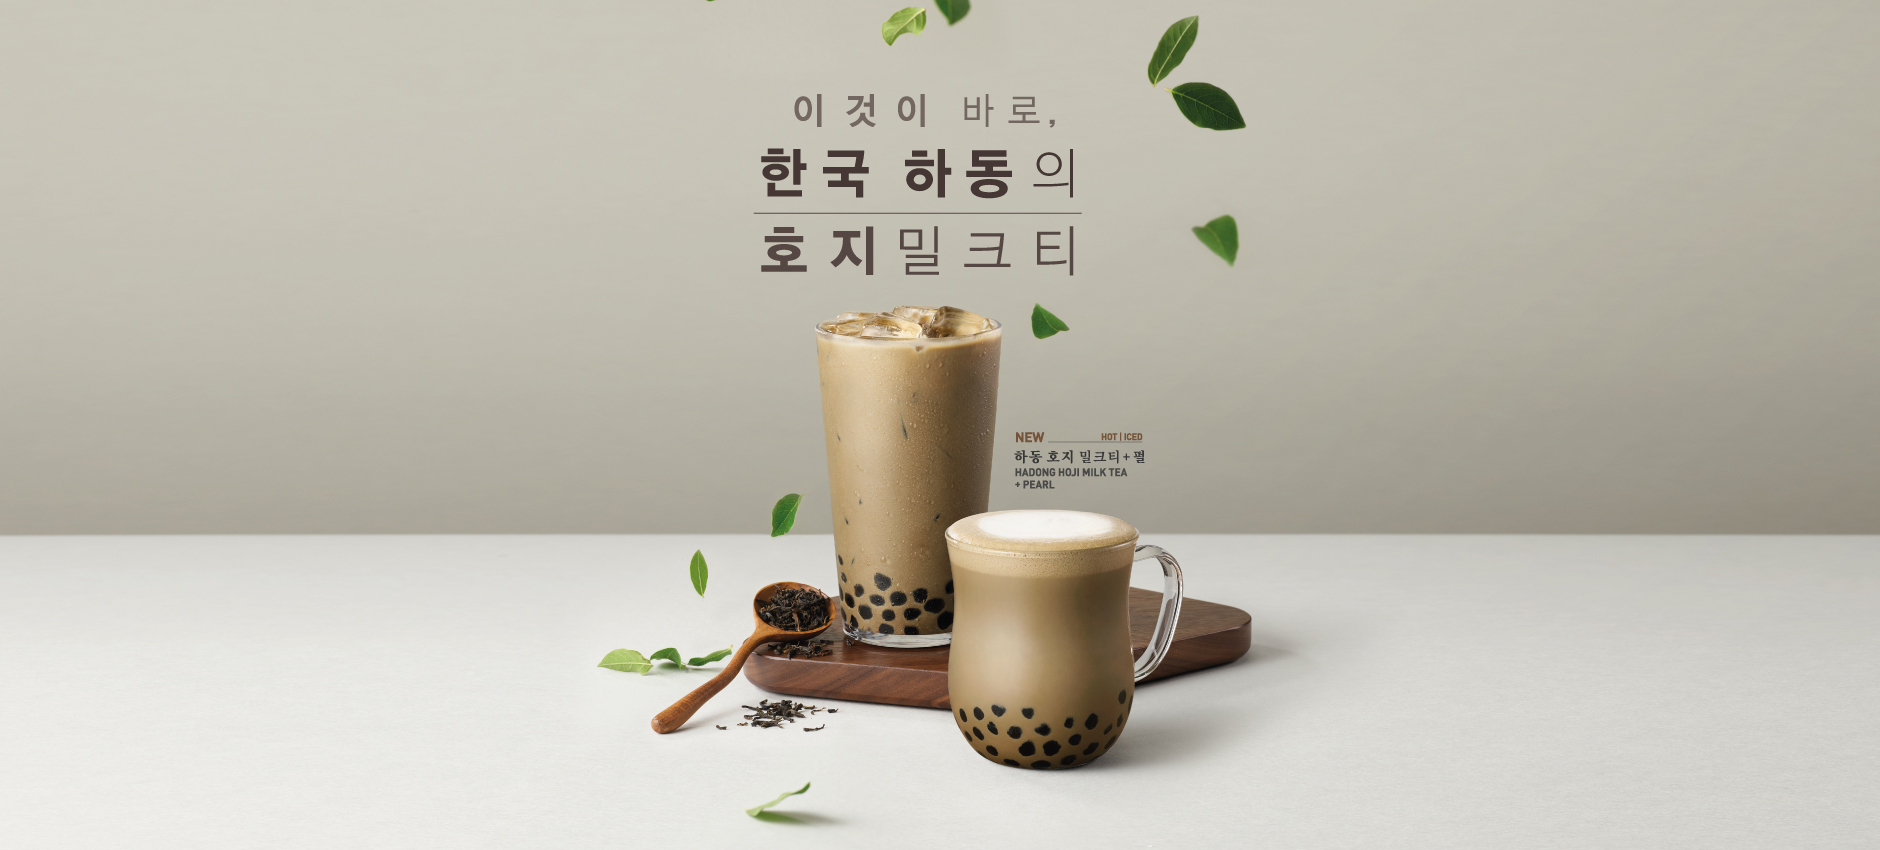 이것이 바로,
한국 하동의
호지밀크티
NEW HOT | ICED
하동 호지 밀크티 + 펄
HADONG HOJI MILK TEA
+ PEARL